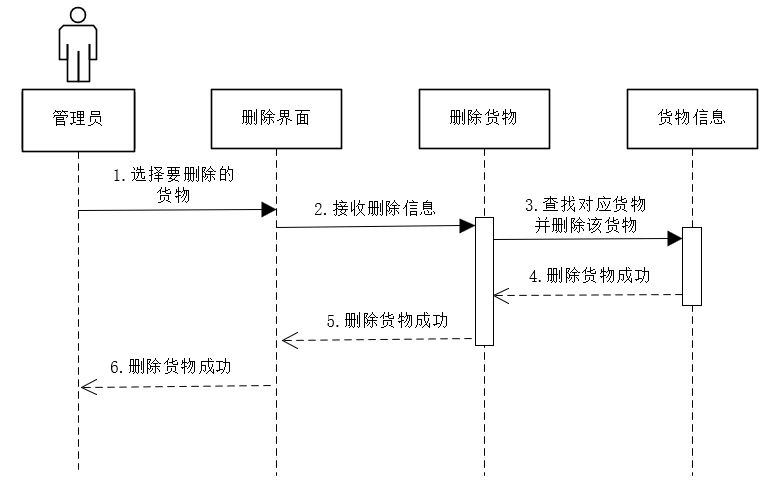 管理员
删除界面
删除货物
货物信息
1.选择要删除的
货物
2.接收删除信息
3.查找对应货物
并删除该货物
4.删除货物成功
5.删除货物成功
6.删除货物成功